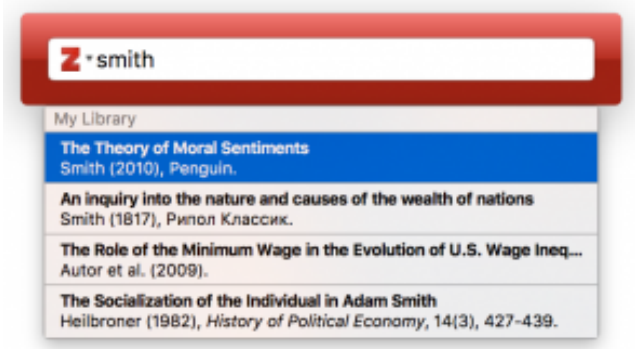 Z smith
My Library
The Theory of Moral Sentiments
Smith (2010), Penguin.
An inquiry into the nature and causes of the wealth of nations
Smith (1817), Рипол Классик.
The Role of the Minimum Wage in the Evolution of U.S. Wage Ineq...
Autor et al. (2009).
The Socialization of the Individual in Adam Smith
Heilbroner (1982), History of Political Economy, 14(3), 427–439.